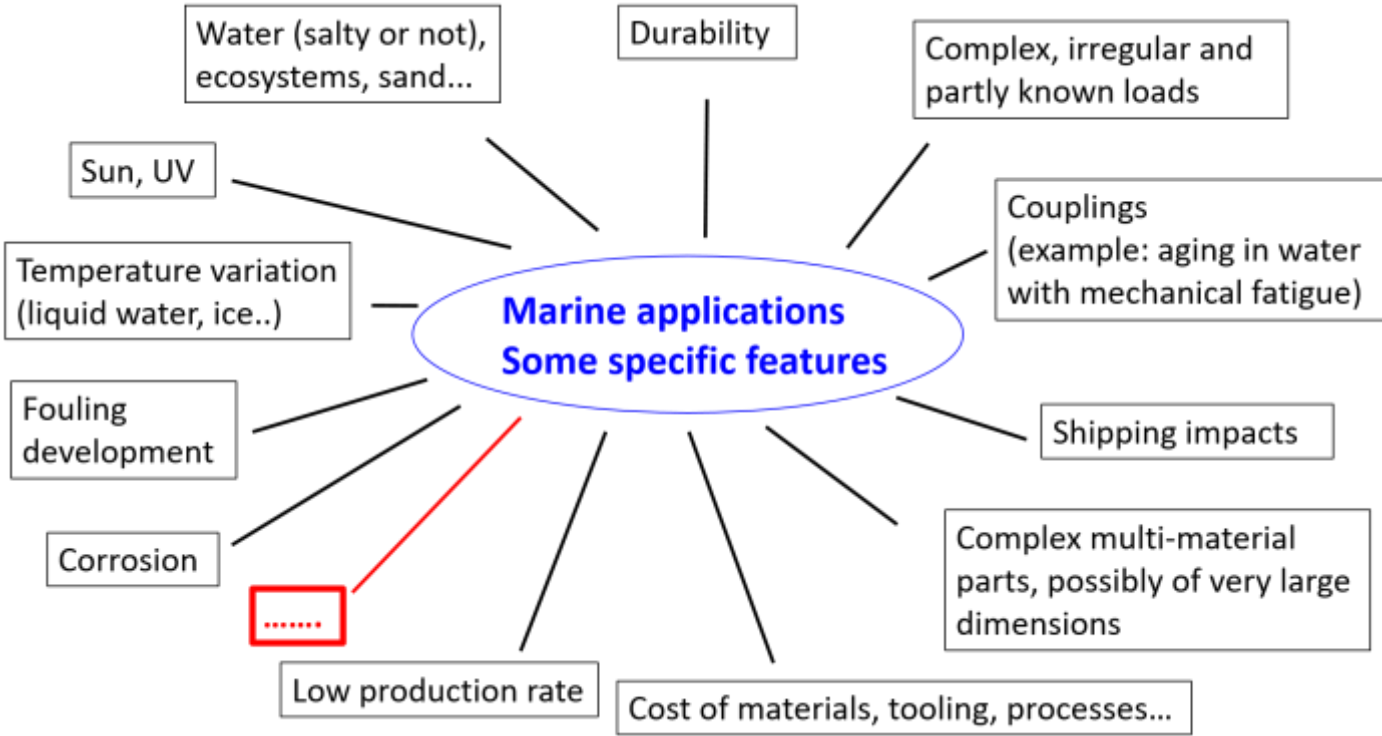 Water (salty or not),
ecosystems, sand...
Durability
Complex, irregular and
partly known loads
Sun, UV
Couplings
(example: aging in water
with mechanical fatigue)
Temperature variation
(liquid water, ice..)
Marine applications
Some specific features
Fouling
development
Shipping impacts
Corrosion
Complex multi-material
parts, possibly of very large
dimensions
.......
Low production rate
Cost of materials, tooling, processes...